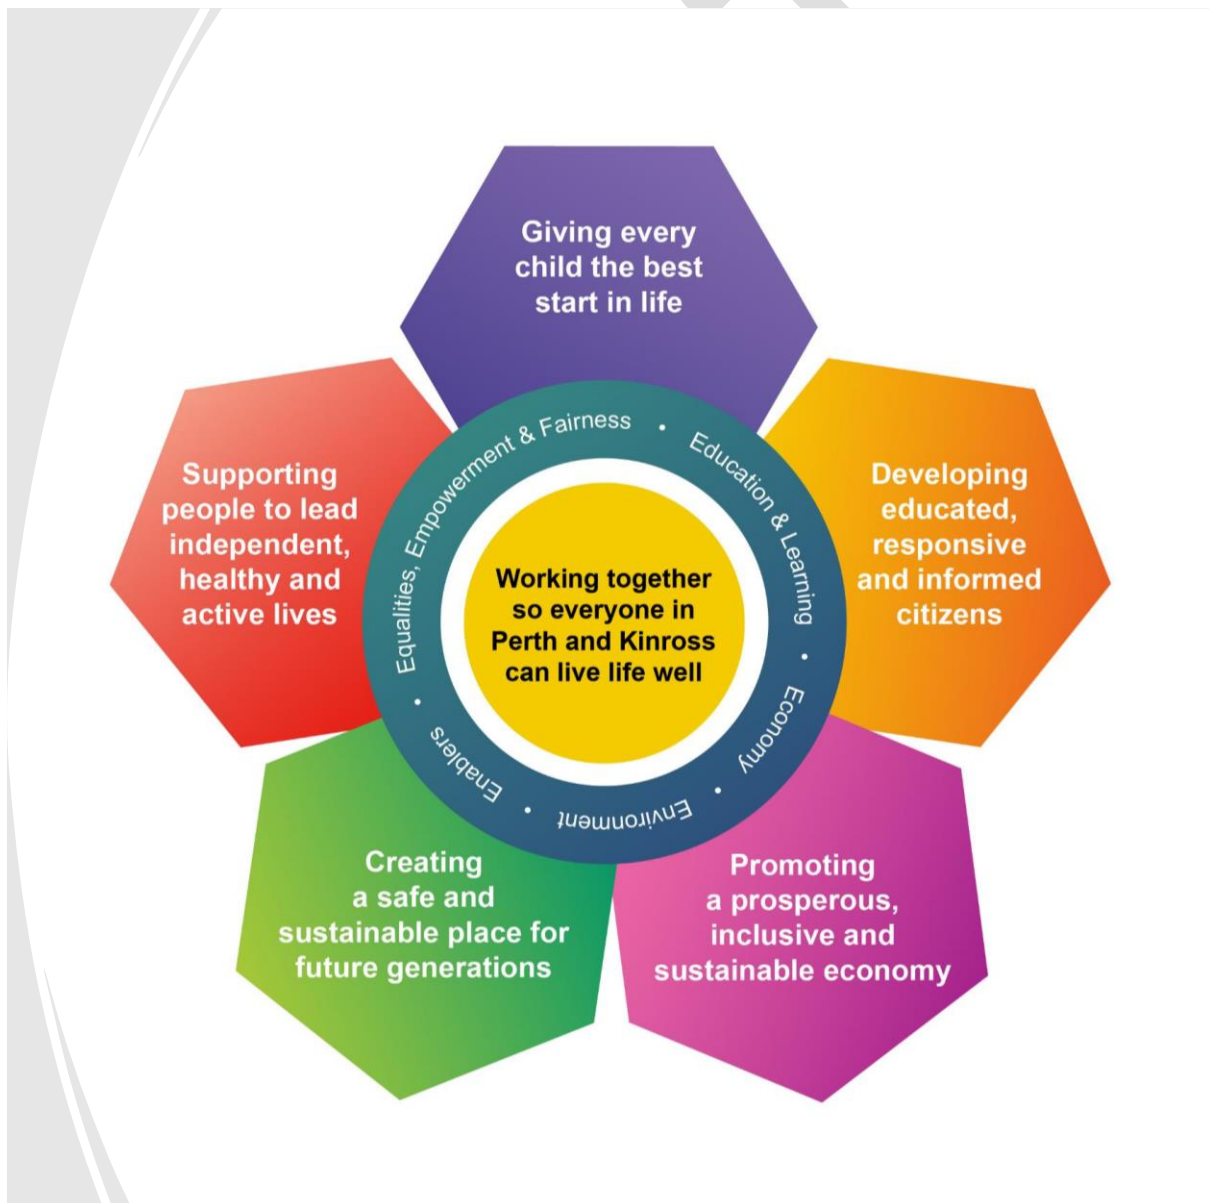 Giving every
child the best
start in life
Supporting
people to lead
independent,
healthy and
active lives
Developing
educated,
responsive
and informed
citizens
Equalities, Empowerment & Fairness • Education & Learning • Economy • Environment • Enablers •
Working together
so everyone in
Perth and Kinross
can live life well
Creating
a safe and
sustainable place for
future generations
Promoting
a prosperous,
inclusive and
sustainable economy